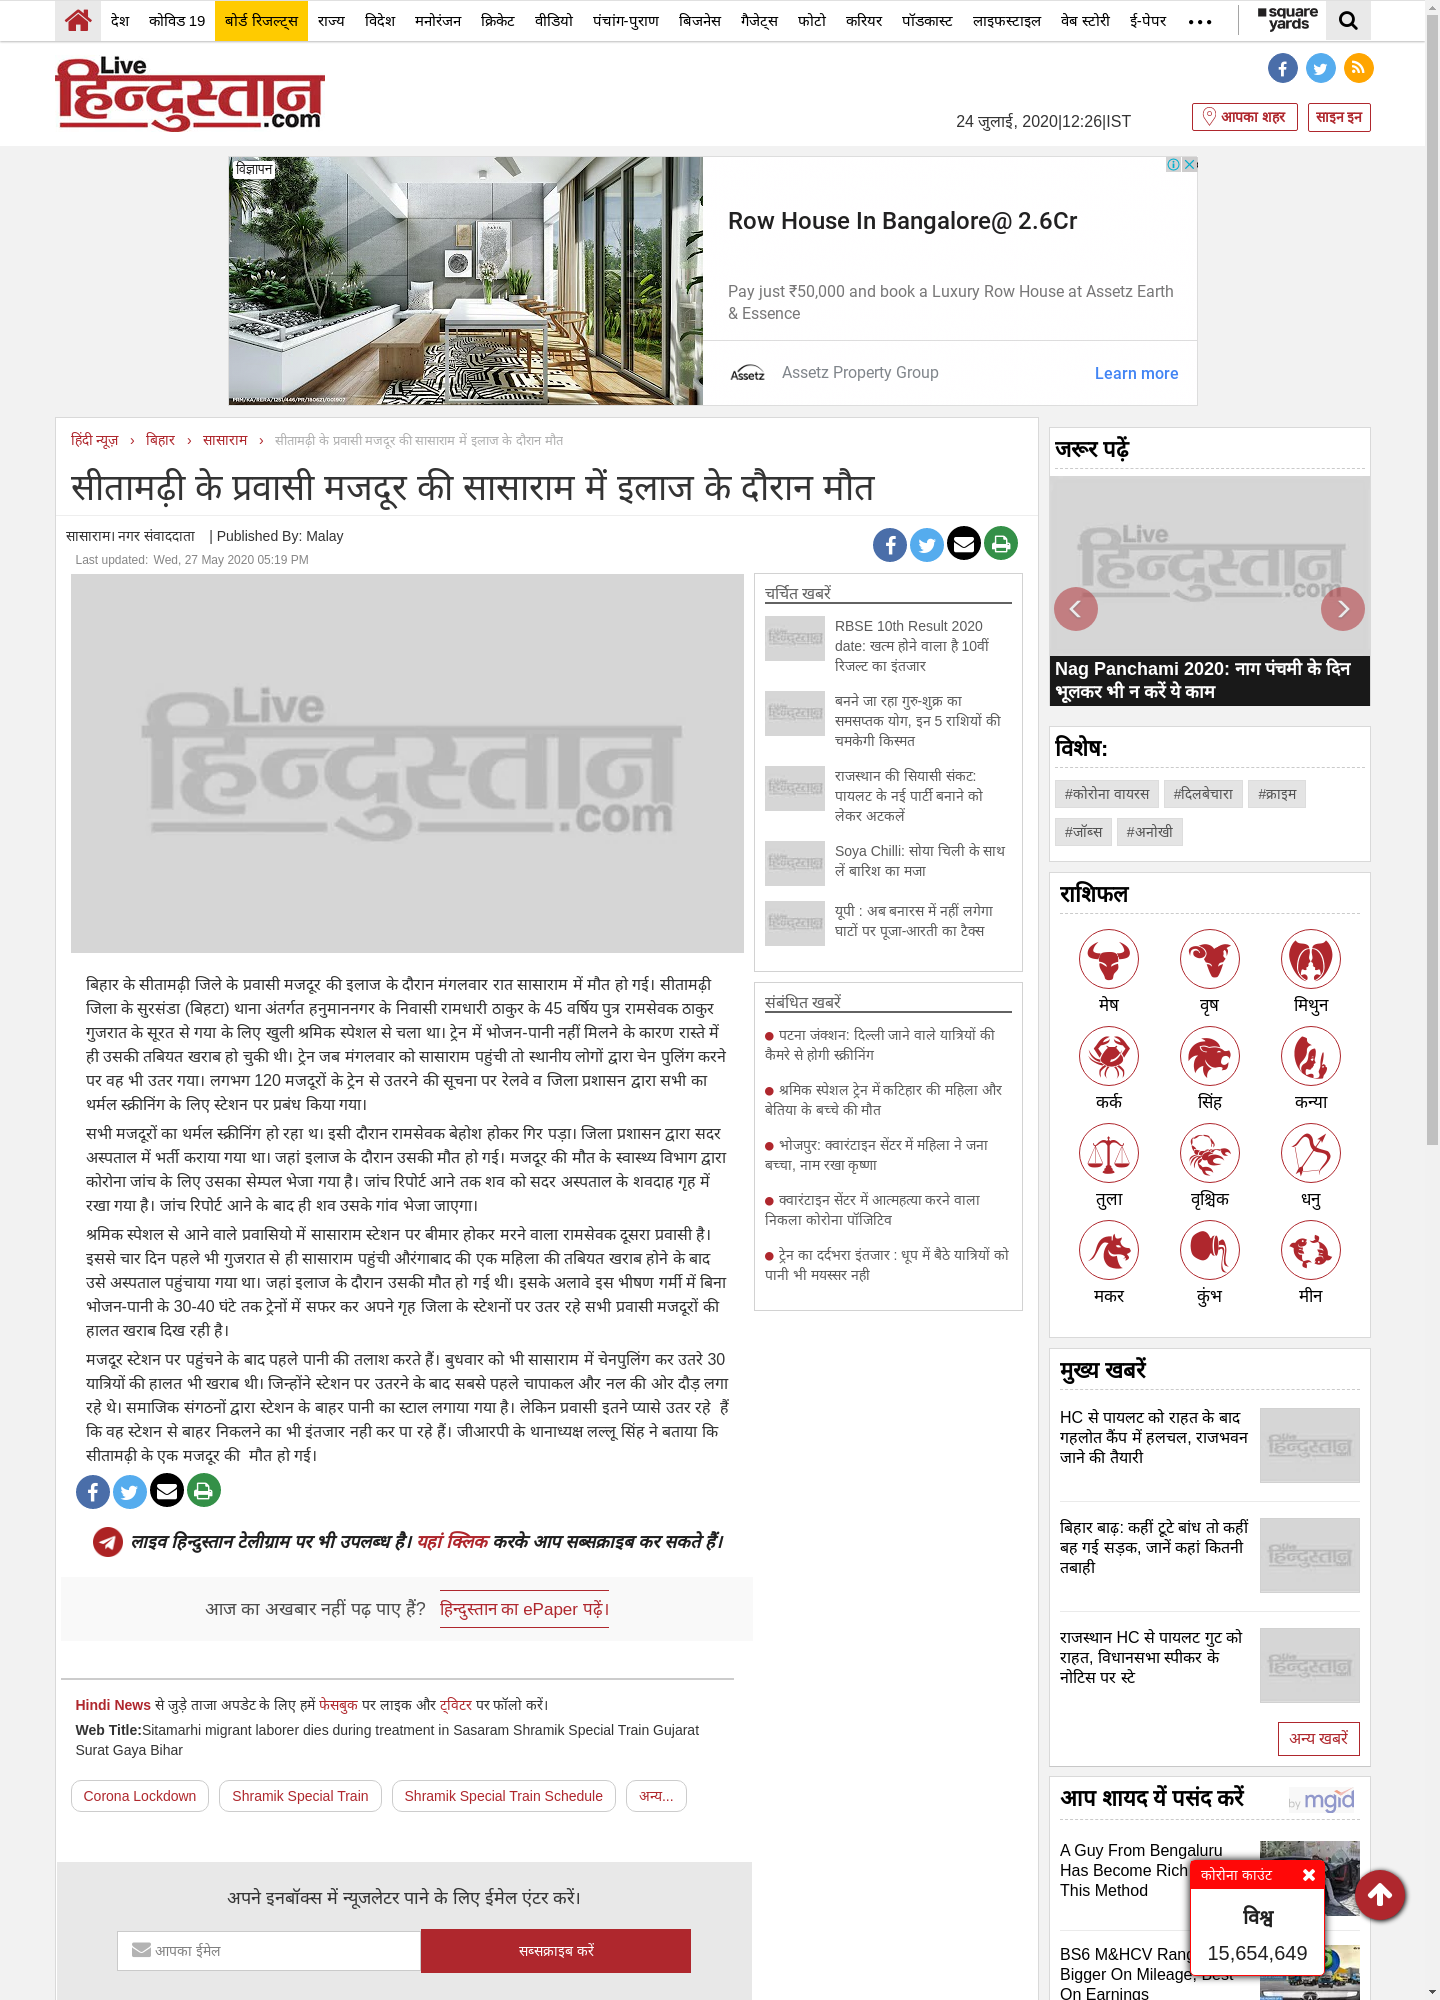 देश कोविड 19 बोर्ड रिजल्ट्स राज्य विदेश मनोरंजन क्रिकेट वीडियो पंचांग-पुराण बिजनेस गैजेट्स फोटो करियर पॉडकास्ट लाइफस्टाइल वेब स्टोरी ई-पेपर square yards
Live
हिन्दुस्तान
.com
24 जुलाई, 2020|12:26|IST
आपका शहर साइन इन
विज्ञापन
Row House In Bangalore@ 2.6Cr
Pay just ₹50,000 and book a Luxury Row House at Assetz Earth
& Essence
Assetz Assetz Property Group Learn more
PRM/KA/RERA/1251/446/PR/180621/001907
हिंदी न्यूज़ › बिहार › सासाराम › सीतामढ़ी के प्रवासी मजदूर की सासाराम में इलाज के दौरान मौत
सीतामढ़ी के प्रवासी मजदूर की सासाराम में इलाज के दौरान मौत
सासाराम। नगर संवाददाता | Published By: Malay
Last updated: Wed, 27 May 2020 05:19 PM
Live
हिन्दुस्तान
.com
बिहार के सीतामढ़ी जिले के प्रवासी मजदूर की इलाज के दौरान मंगलवार रात सासाराम में मौत हो गई। सीतामढ़ी
जिला के सुरसंडा (बिहटा) थाना अंतर्गत हनुमाननगर के निवासी रामधारी ठाकुर के 45 वर्षिय पुत्र रामसेवक ठाकुर
गुजरात के सूरत से गया के लिए खुली श्रमिक स्पेशल से चला था। ट्रेन में भोजन-पानी नहीं मिलने के कारण रास्ते में
ही उसकी तबियत खराब हो चुकी थी। ट्रेन जब मंगलवार को सासाराम पहुंची तो स्थानीय लोगों द्वारा चेन पुलिंग करने
पर वह भी उतर गया। लगभग 120 मजदूरों के ट्रेन से उतरने की सूचना पर रेलवे व जिला प्रशासन द्वारा सभी का
थर्मल स्क्रीनिंग के लिए स्टेशन पर प्रबंध किया गया।
सभी मजदूरों का थर्मल स्क्रीनिंग हो रहा थ। इसी दौरान रामसेवक बेहोश होकर गिर पड़ा। जिला प्रशासन द्वारा सदर
अस्पताल में भर्ती कराया गया था। जहां इलाज के दौरान उसकी मौत हो गई। मजदूर की मौत के स्वास्थ्य विभाग द्वारा
कोरोना जांच के लिए उसका सेम्पल भेजा गया है। जांच रिपोर्ट आने तक शव को सदर अस्पताल के शवदाह गृह में
रखा गया है। जांच रिपोर्ट आने के बाद ही शव उसके गांव भेजा जाएगा।
श्रमिक स्पेशल से आने वाले प्रवासियो में सासाराम स्टेशन पर बीमार होकर मरने वाला रामसेवक दूसरा प्रवासी है।
इससे चार दिन पहले भी गुजरात से ही सासाराम पहुंची औरंगाबाद की एक महिला की तबियत खराब होने के बाद
उसे अस्पताल पहुंचाया गया था। जहां इलाज के दौरान उसकी मौत हो गई थी। इसके अलावे इस भीषण गर्मी में बिना
भोजन-पानी के 30-40 घंटे तक ट्रेनों में सफर कर अपने गृह जिला के स्टेशनों पर उतर रहे सभी प्रवासी मजदूरों की
हालत खराब दिख रही है।
मजदूर स्टेशन पर पहुंचने के बाद पहले पानी की तलाश करते हैं। बुधवार को भी सासाराम में चेनपुलिंग कर उतरे 30
यात्रियों की हालत भी खराब थी। जिन्होंने स्टेशन पर उतरने के बाद सबसे पहले चापाकल और नल की ओर दौड़ लगा
रहे थे। समाजिक संगठनों द्वारा स्टेशन के बाहर पानी का स्टाल लगाया गया है। लेकिन प्रवासी इतने प्यासे उतर रहे हैं
कि वह स्टेशन से बाहर निकलने का भी इंतजार नही कर पा रहे हैं। जीआरपी के थानाध्यक्ष लल्लू सिंह ने बताया कि
सीतामढ़ी के एक मजदूर की मौत हो गई।
लाइव हिन्दुस्तान टेलीग्राम पर भी उपलब्ध है। यहां क्लिक करके आप सब्सक्राइब कर सकते हैं।
आज का अखबार नहीं पढ़ पाए हैं? हिन्दुस्तान का ePaper पढ़ें।
Hindi News से जुड़े ताजा अपडेट के लिए हमें फेसबुक पर लाइक और ट्विटर पर फॉलो करें।
Web Title:Sitamarhi migrant laborer dies during treatment in Sasaram Shramik Special Train Gujarat
Surat Gaya Bihar
Corona Lockdown Shramik Special Train Shramik Special Train Schedule अन्य...
अपने इनबॉक्स में न्यूजलेटर पाने के लिए ईमेल एंटर करें।
आपका ईमेल सब्सक्राइब करें
चर्चित खबरें
RBSE 10th Result 2020
date: खत्म होने वाला है 10वीं
रिजल्ट का इंतजार
बनने जा रहा गुरु-शुक्र का
समसप्तक योग, इन 5 राशियों की
चमकेगी किस्मत
राजस्थान की सियासी संकट:
पायलट के नई पार्टी बनाने को
लेकर अटकलें
Soya Chilli: सोया चिली के साथ
लें बारिश का मजा
यूपी : अब बनारस में नहीं लगेगा
घाटों पर पूजा-आरती का टैक्स
संबंधित खबरें
पटना जंक्शन: दिल्ली जाने वाले यात्रियों की
कैमरे से होगी स्क्रीनिंग
श्रमिक स्पेशल ट्रेन में कटिहार की महिला और
बेतिया के बच्चे की मौत
भोजपुर: क्वारंटाइन सेंटर में महिला ने जना
बच्चा, नाम रखा कृष्णा
क्वारंटाइन सेंटर में आत्महत्या करने वाला
निकला कोरोना पॉजिटिव
ट्रेन का दर्दभरा इंतजार : धूप में बैठे यात्रियों को
पानी भी मयस्सर नही
जरूर पढ़ें
Live
हिन्दुस्तान
.com
Nag Panchami 2020: नाग पंचमी के दिन
भूलकर भी न करें ये काम
विशेष:
#कोरोना वायरस #दिलबेचारा #क्राइम
#जॉब्स #अनोखी
राशिफल
मेष वृष मिथुन
कर्क सिंह कन्या
तुला वृश्चिक धनु
मकर कुंभ मीन
मुख्य खबरें
HC से पायलट को राहत के बाद
गहलोत कैंप में हलचल, राजभवन
जाने की तैयारी
बिहार बाढ़: कहीं टूटे बांध तो कहीं
बह गई सड़क, जानें कहां कितनी
तबाही
राजस्थान HC से पायलट गुट को
राहत, विधानसभा स्पीकर के
नोटिस पर स्टे
अन्य खबरें
आप शायद यें पसंद करें by mgid
A Guy From Bengaluru
Has Become Rich
This Method
BS6 M&HCV Rang
Bigger On Mileage, Best
On Earnings
कोरोना काउंट
विश्व
15,654,649